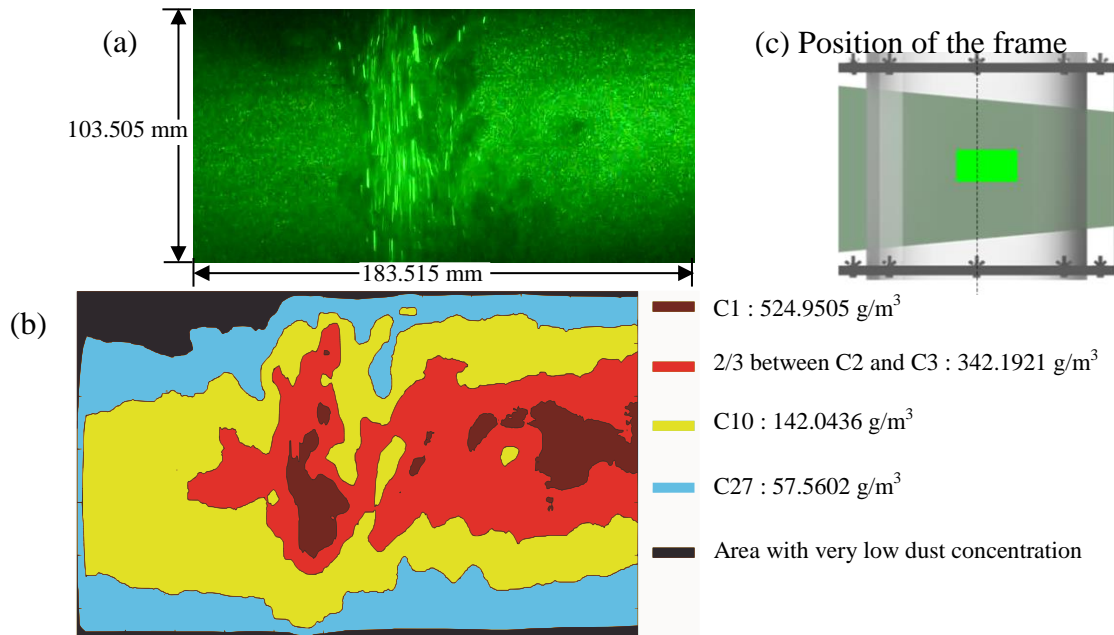 (a)
(c) Position of the frame
103.505 mm
183.515 mm
(b)
C1 : 524.9505 g/m³
2/3 between C2 and C3 : 342.1921 g/m³
C10 : 142.0436 g/m³
C27 : 57.5602 g/m³
Area with very low dust concentration